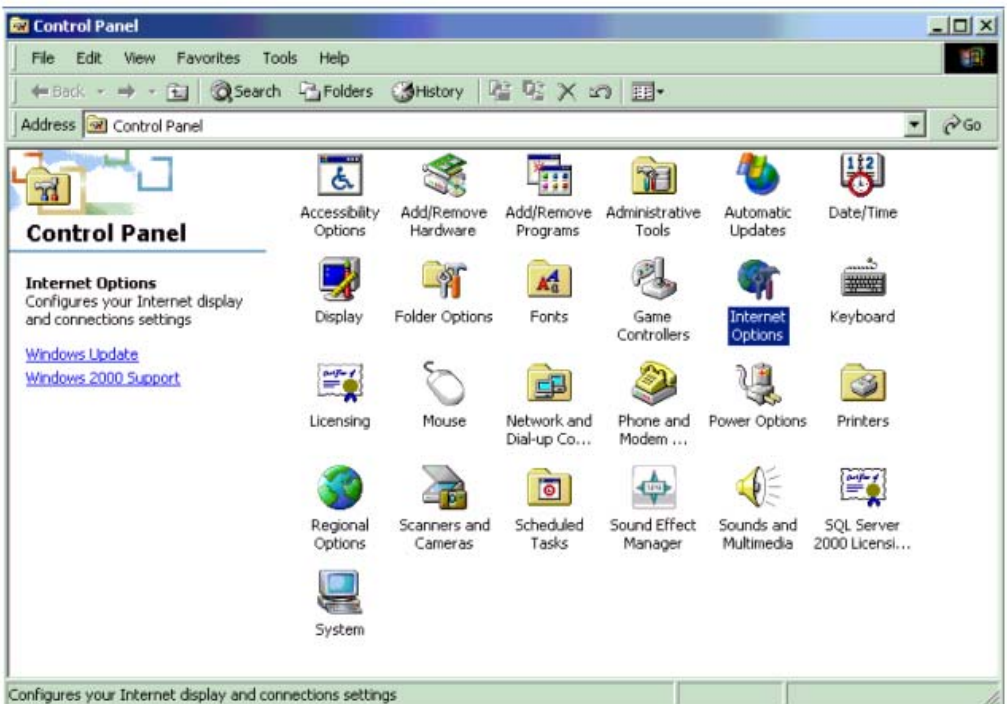 Control Panel
File Edit View Favorites Tools Help
Back Search Folders History
Address Control Panel Go
Control Panel
Internet Options
Configures your Internet display
and connections settings
Windows Update
Windows 2000 Support
Accessibility Options
Add/Remove Hardware
Add/Remove Programs
Administrative Tools
Automatic Updates
Date/Time
Display
Folder Options
Fonts
Game Controllers
Internet Options
Keyboard
Licensing
Mouse
Network and Dial-up Co...
Phone and Modem ...
Power Options
Printers
Regional Options
Scanners and Cameras
Scheduled Tasks
Sound Effect Manager
Sounds and Multimedia
SQL Server 2000 Licensi...
System
Configures your Internet display and connections settings